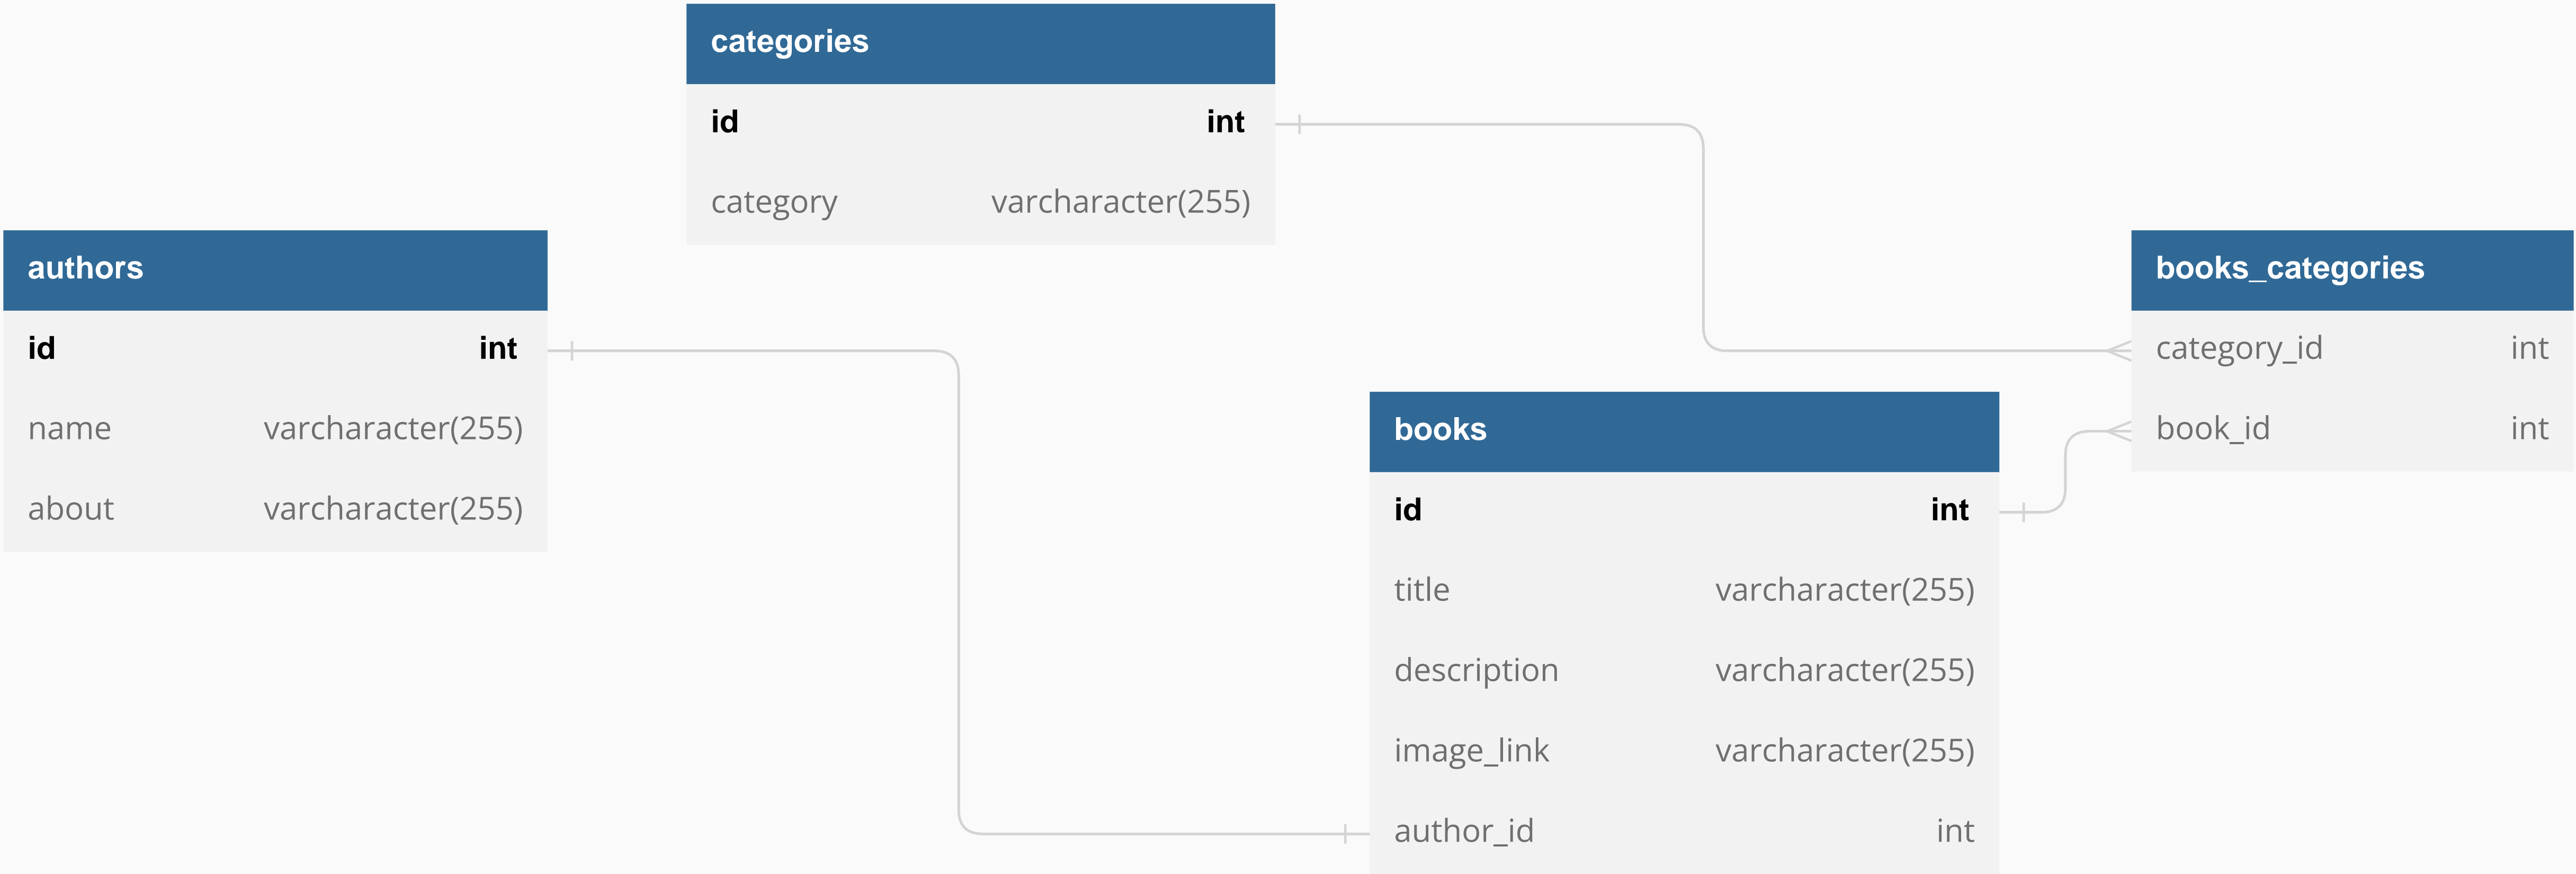 categories
id int
category varcharacter(255)
authors
id int
name varcharacter(255)
about varcharacter(255)
books_categories
category_id int
book_id int
books
id int
title varcharacter(255)
description varcharacter(255)
image_link varcharacter(255)
author_id int